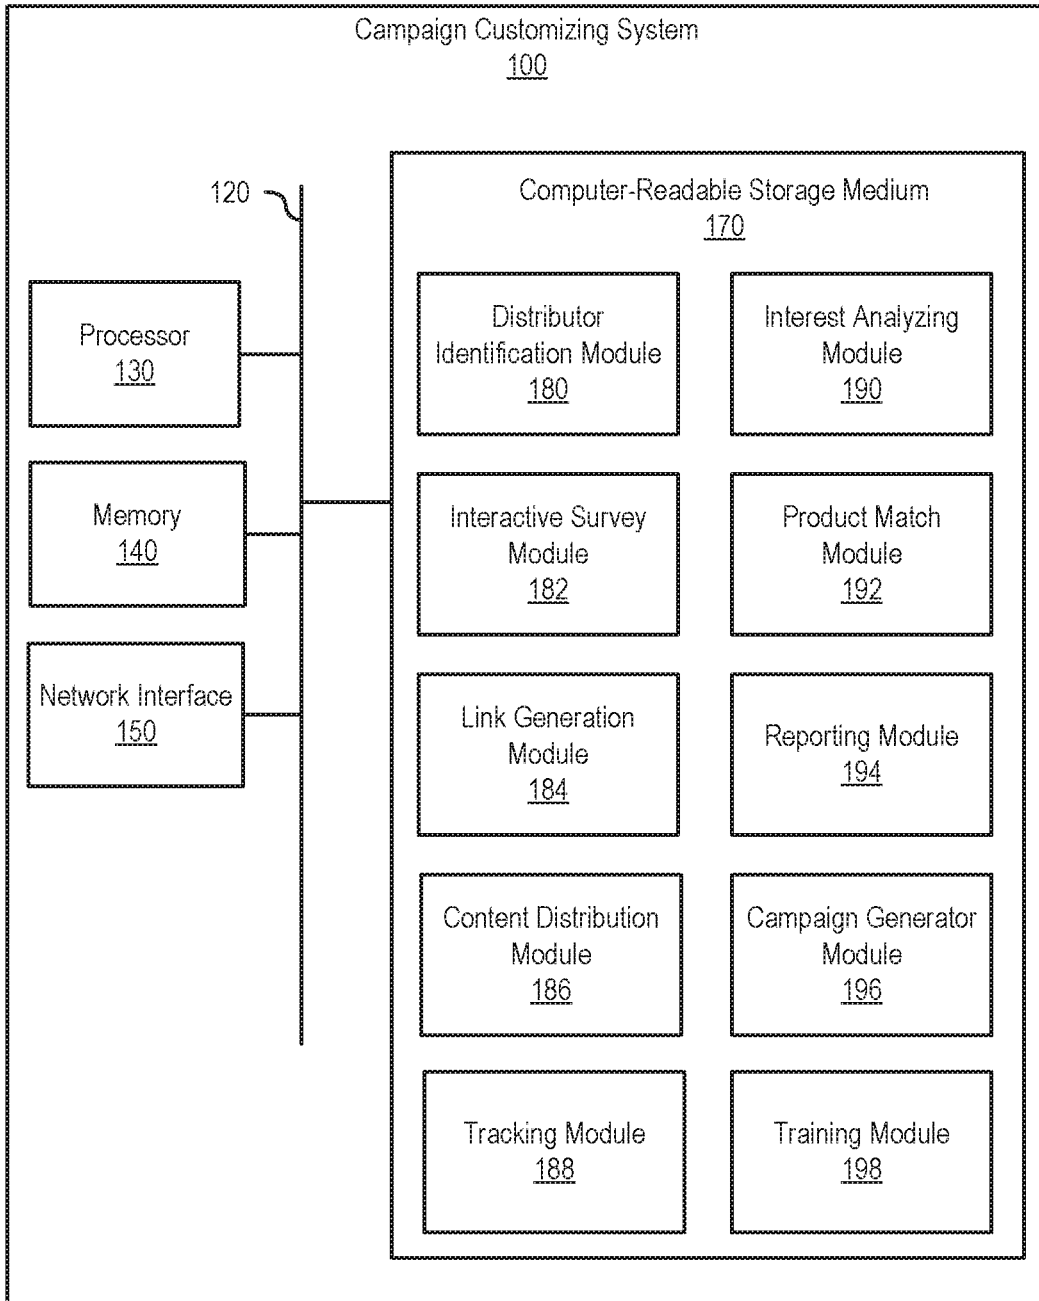 Campaign Customizing System
100
120
Processor
130
Memory
140
Network Interface
150
Computer-Readable Storage Medium
170
Distributor
Identification Module
180
Interest Analyzing
Module
190
Interactive Survey
Module
182
Product Match
Module
192
Link Generation
Module
184
Reporting Module
194
Content Distribution
Module
186
Campaign Generator
Module
196
Tracking Module
188
Training Module
198